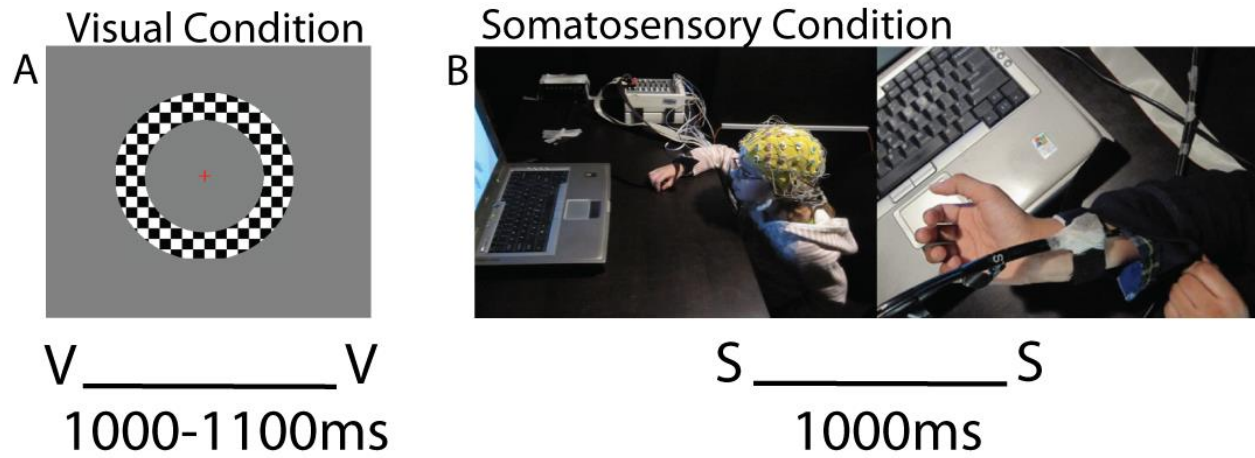 Visual Condition
Somatosensory Condition
A
B
V V
1000-1100ms
S S
1000ms